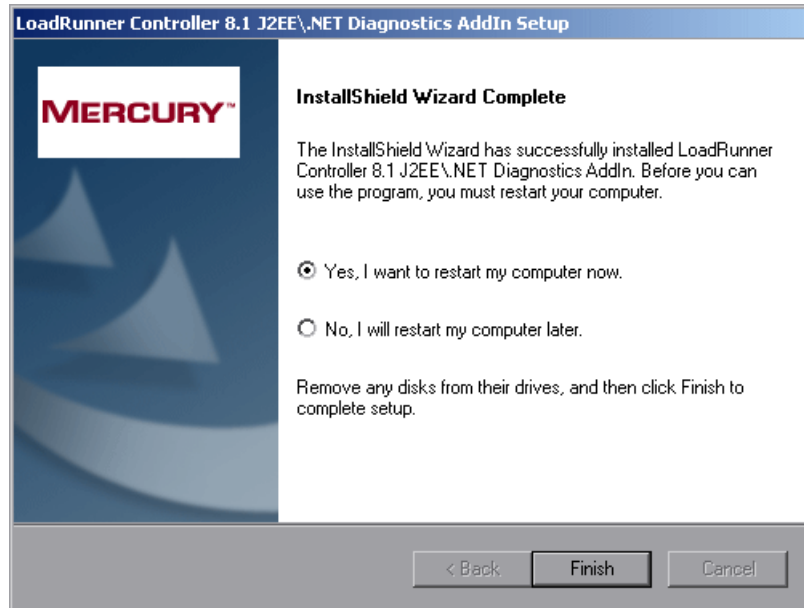 LoadRunner Controller 8.1 J2EE\.NET Diagnostics AddIn Setup
MERCURY™
InstallShield Wizard Complete
The InstallShield Wizard has successfully installed LoadRunner
Controller 8.1 J2EE\.NET Diagnostics AddIn. Before you can
use the program, you must restart your computer.
Yes, I want to restart my computer now.
No, I will restart my computer later.
Remove any disks from their drives, and then click Finish to
complete setup.
< Back
Finish
Cancel